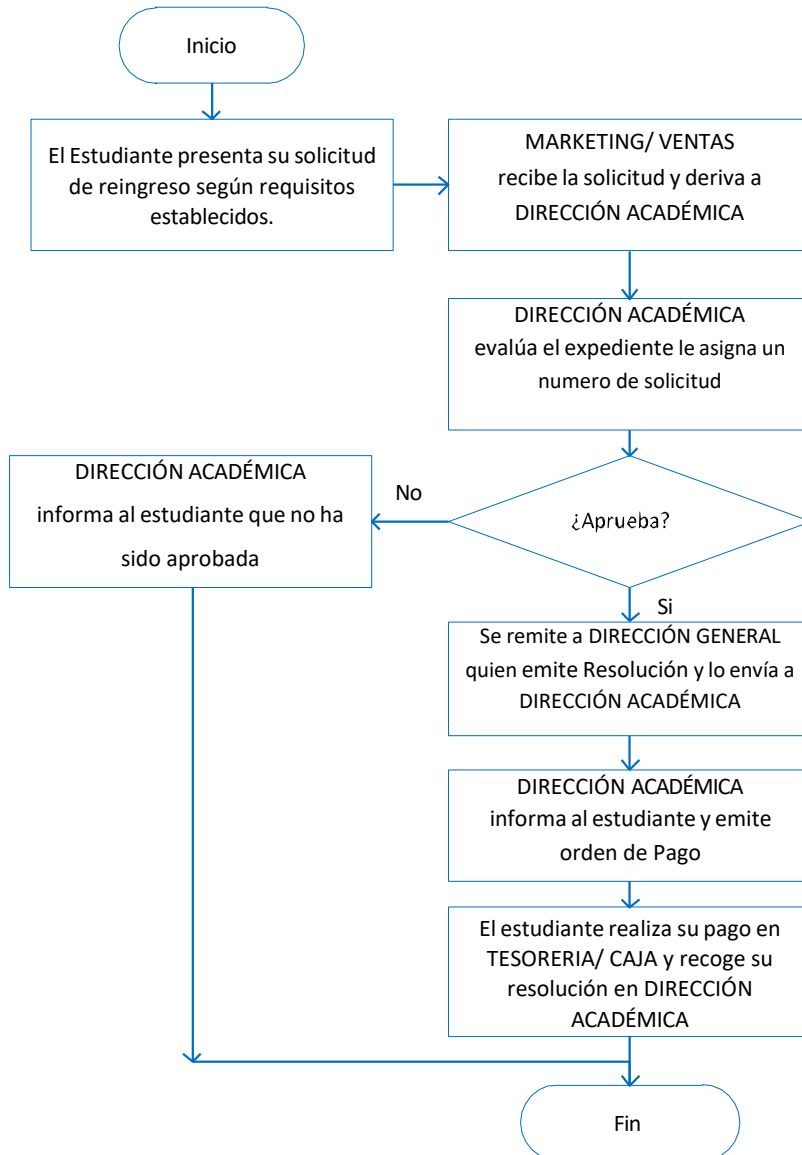 Inicio
El Estudiante presenta su solicitud
de reingreso según requisitos
establecidos.
MARKETING/ VENTAS
recibe la solicitud y deriva a
DIRECCIÓN ACADÉMICA
DIRECCIÓN ACADÉMICA
evalúa el expediente le asigna un
numero de solicitud
¿Aprueba?
No
DIRECCIÓN ACADÉMICA
informa al estudiante que no ha
sido aprobada
Si
Se remite a DIRECCIÓN GENERAL
quien emite Resolución y lo envía a
DIRECCIÓN ACADÉMICA
DIRECCIÓN ACADÉMICA
informa al estudiante y emite
orden de Pago
El estudiante realiza su pago en
TESORERIA/ CAJA y recoge su
resolución en DIRECCIÓN
ACADÉMICA
Fin